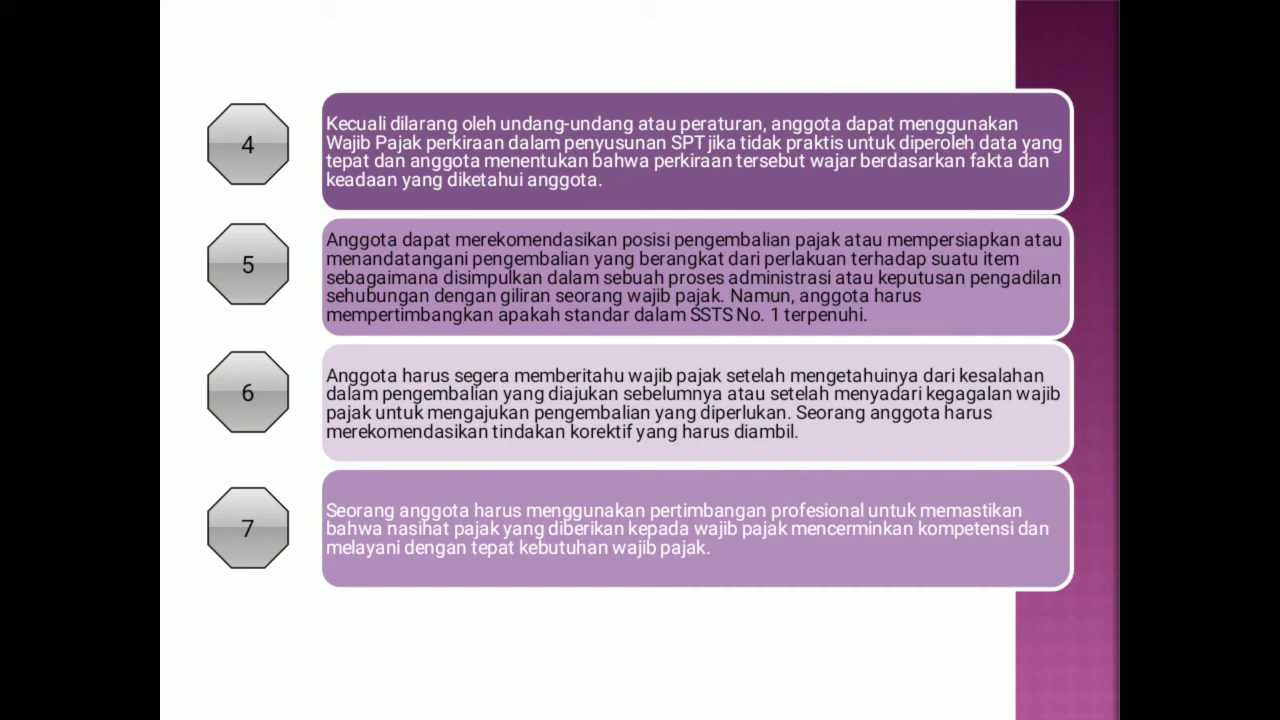 4
Kecuali dilarang oleh undang-undang atau peraturan, anggota dapat menggunakan
Wajib Pajak perkiraan dalam penyusunan SPT jika tidak praktis untuk diperoleh data yang
tepat dan anggota menentukan bahwa perkiraan tersebut wajar berdasarkan fakta dan
keadaan yang diketahui anggota.
5
Anggota dapat merekomendasikan posisi pengembalian pajak atau mempersiapkan atau
menandatangani pengembalian yang berangkat dari perlakuan terhadap suatu item
sebagaimana disimpulkan dalam sebuah proses administrasi atau keputusan pengadilan
sehubungan dengan giliran seorang wajib pajak. Namun, anggota harus
mempertimbangkan apakah standar dalam SSTS No. 1 terpenuhi.
6
Anggota harus segera memberitahu wajib pajak setelah mengetahuinya dari kesalahan
dalam pengembalian yang diajukan sebelumnya atau setelah menyadari kegagalan wajib
pajak untuk mengajukan pengembalian yang diperlukan. Seorang anggota harus
merekomendasikan tindakan korektif yang harus diambil.
7
Seorang anggota harus menggunakan pertimbangan profesional untuk memastikan
bahwa nasihat pajak yang diberikan kepada wajib pajak mencerminkan kompetensi dan
melayani dengan tepat kebutuhan wajib pajak.